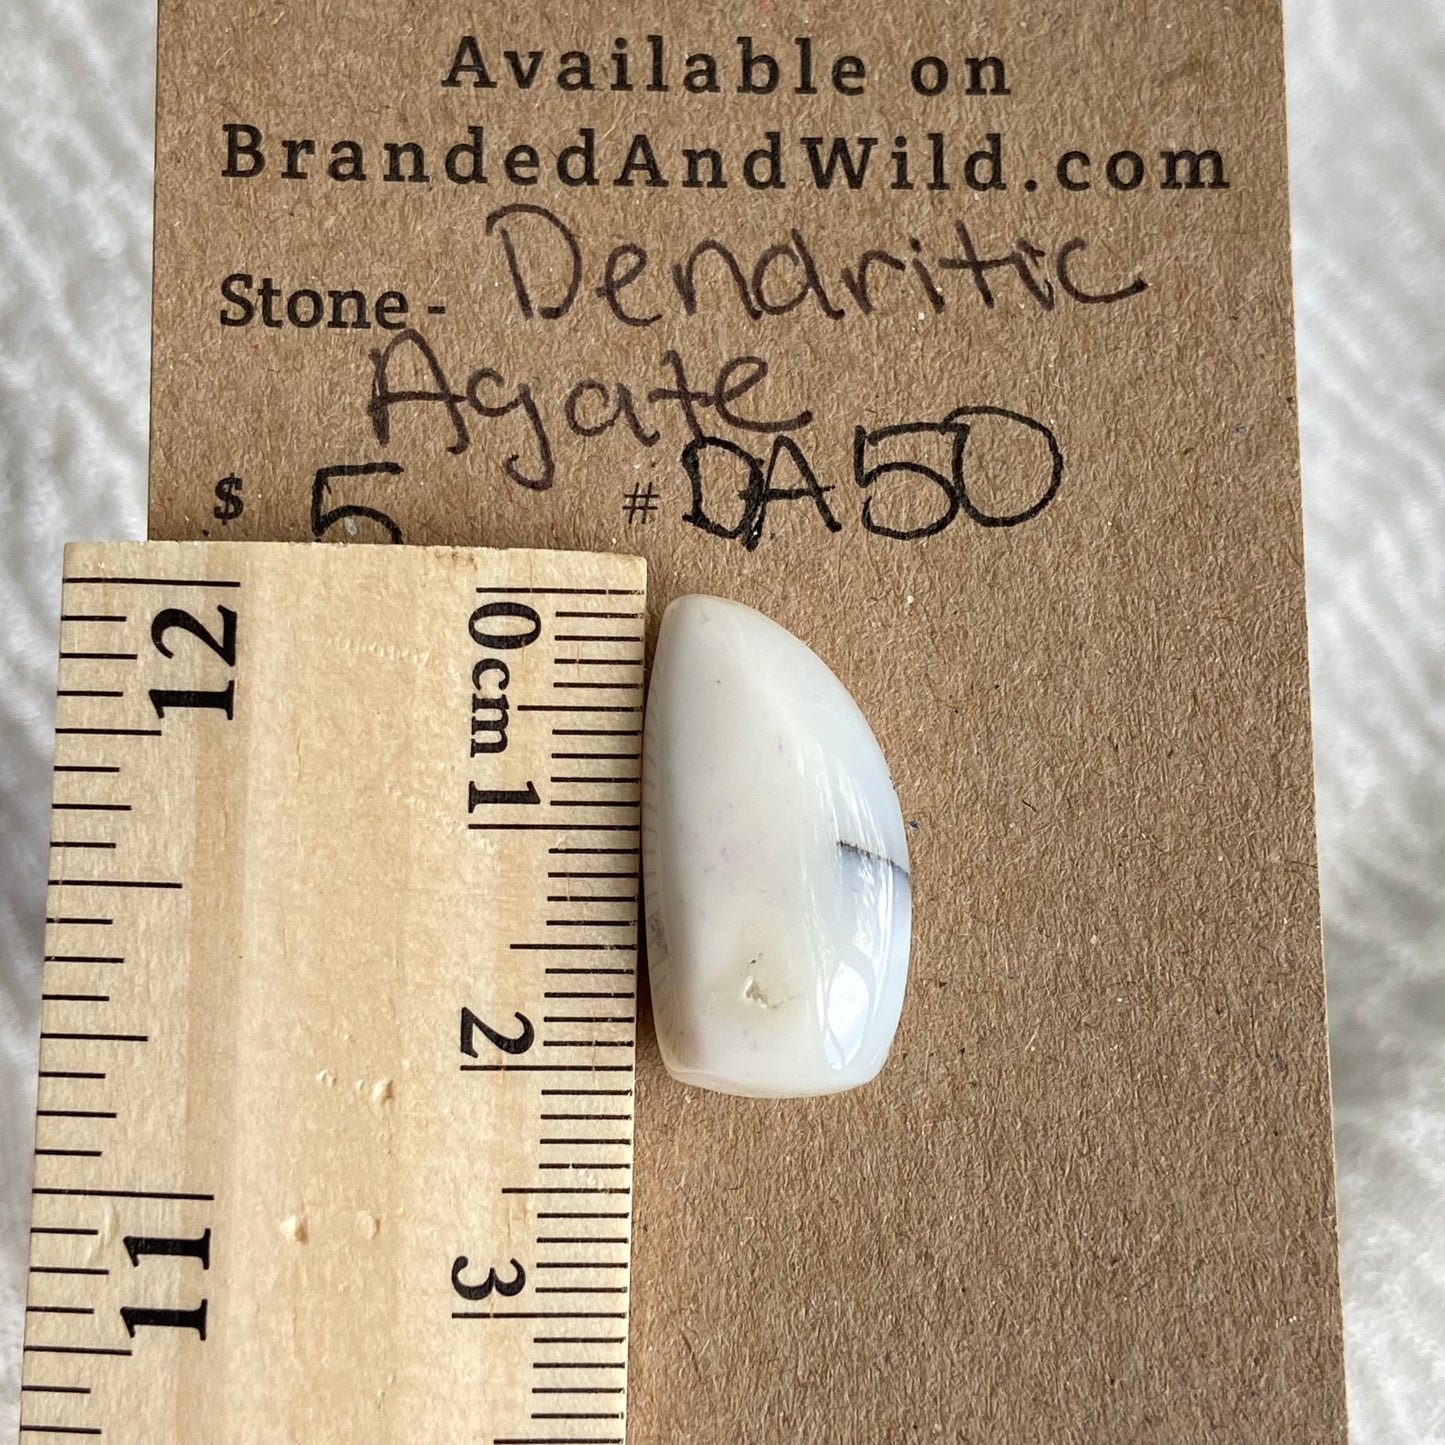 Available on
BrandedAndWild.com
Stone - Dendritic
Agate
$ 5 # DA50
12
11
0cm 1
2
3